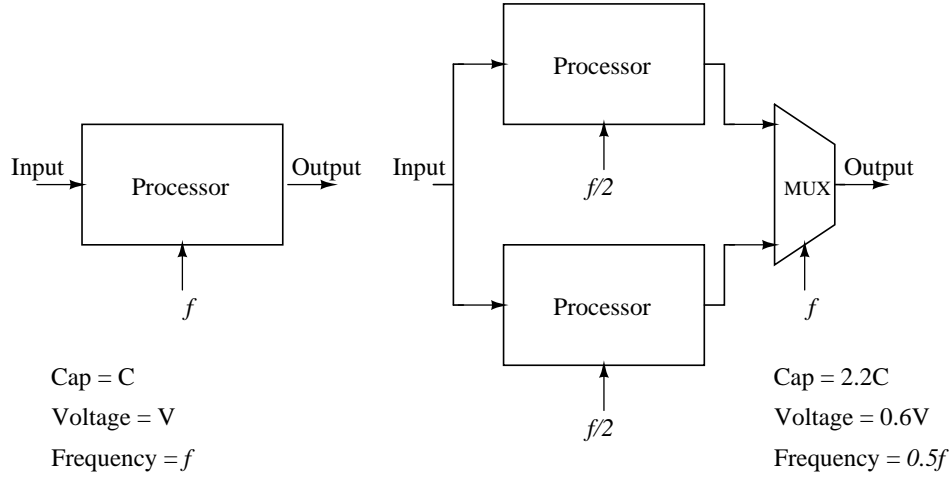 Input
Processor
Output
f
Cap = C
Voltage = V
Frequency = f
Input
Processor
f/2
Processor
f/2
MUX
Output
f
Cap = 2.2C
Voltage = 0.6V
Frequency = 0.5f